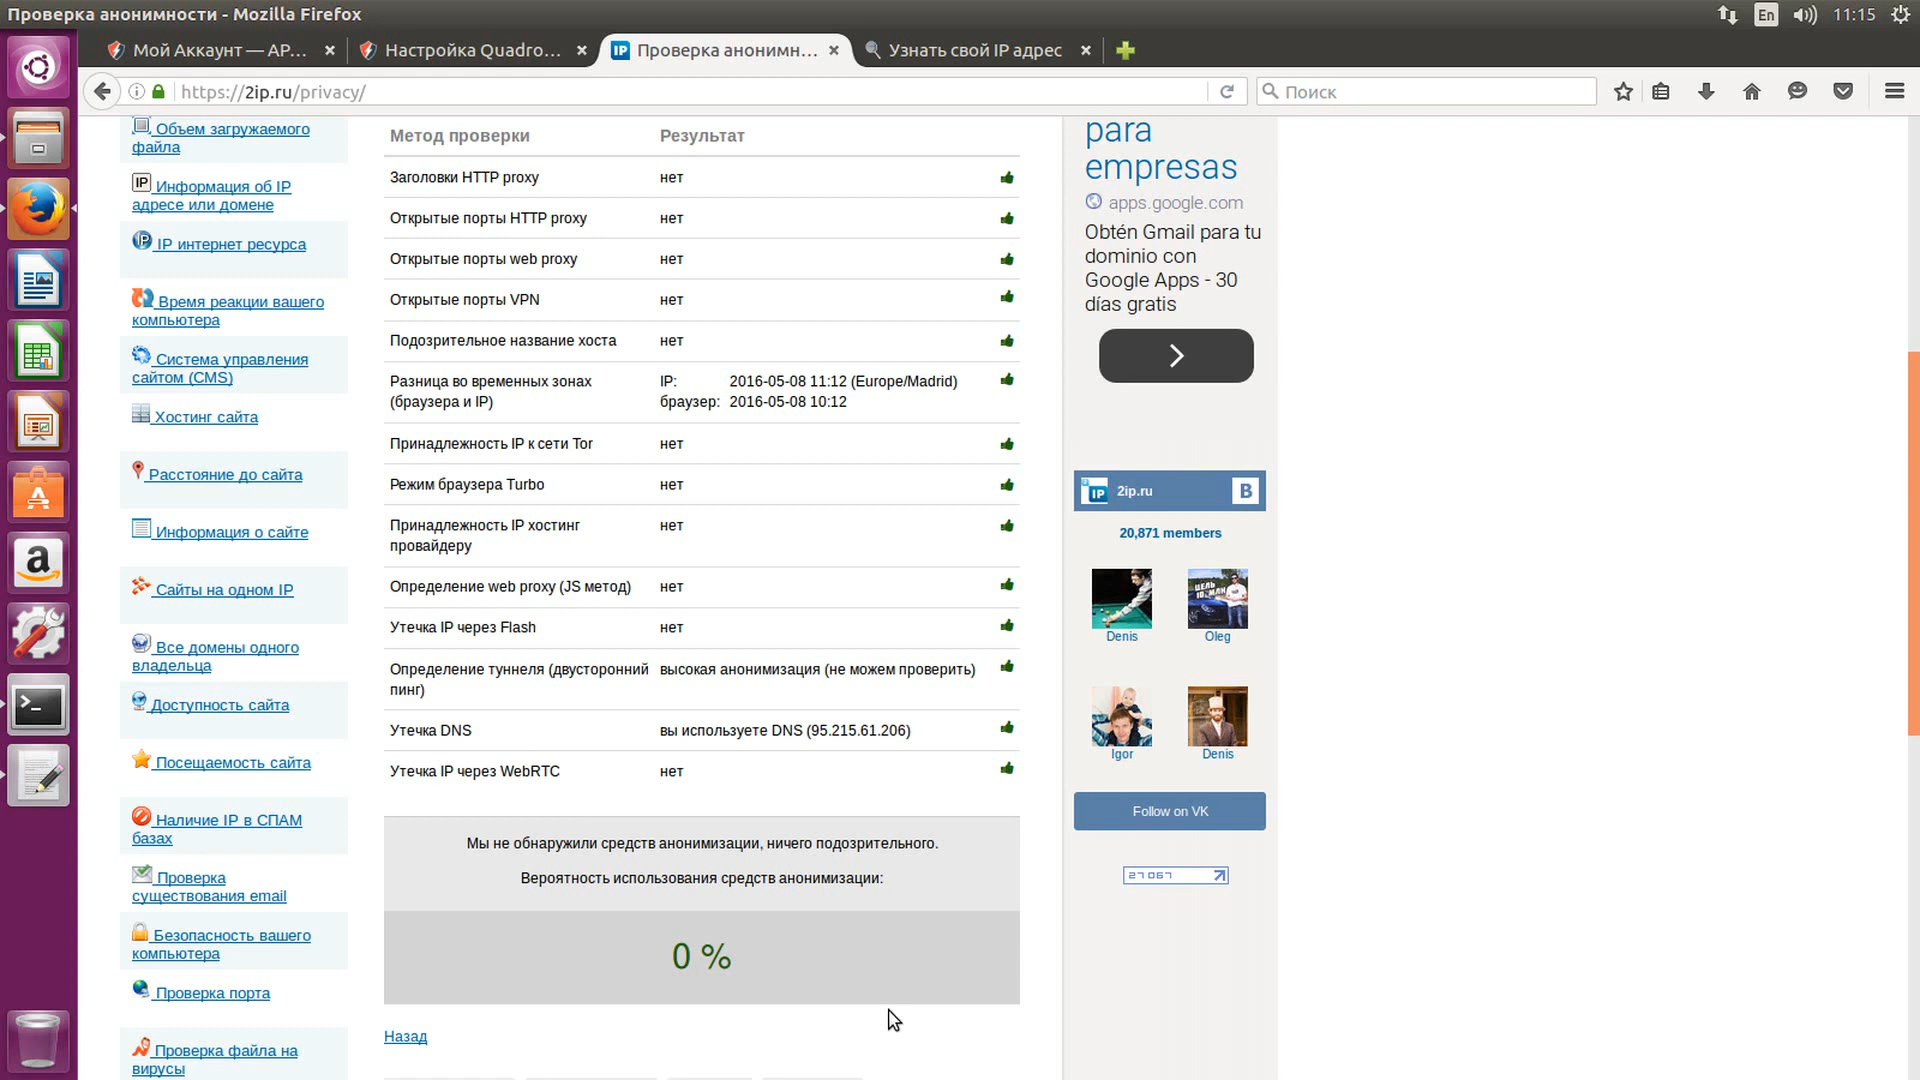 Проверка анонимности - Mozilla Firefox
En
11:15
Мой Аккаунт — AP...
Настройка Quadro...
Проверка анонимн...
Узнать свой IP адрес
https://2ip.ru/privacy/
Поиск
Объем загружаемого
файла
Информация об IP
адресе или домене
IP интернет ресурса
Время реакции вашего
компьютера
Система управления
сайтом (CMS)
Хостинг сайта
Расстояние до сайта
Информация о сайте
Сайты на одном IP
Все домены одного
владельца
Доступность сайта
Посещаемость сайта
Наличие IP в СПАМ
базах
Проверка
существования email
Безопасность вашего
компьютера
Проверка порта
Проверка файла на
вирусы
Метод проверки Результат
Заголовки HTTP proxy нет
Открытые порты HTTP proxy нет
Открытые порты web proxy нет
Открытые порты VPN нет
Подозрительное название хоста нет
Разница во временных зонах IP: 2016-05-08 11:12 (Europe/Madrid)
(браузера и IP) браузер: 2016-05-08 10:12
Принадлежность IP к сети Tor нет
Режим браузера Turbo нет
Принадлежность IP хостинг нет
провайдеру
Определение web proxy (JS метод) нет
Утечка IP через Flash нет
Определение туннеля (двусторонний высокая анонимизация (не можем проверить)
пинг)
Утечка DNS вы используете DNS (95.215.61.206)
Утечка IP через WebRTC нет
Мы не обнаружили средств анонимизации, ничего подозрительного.
Вероятность использования средств анонимизации:
0 %
Назад
para
empresas
apps.google.com
Obtén Gmail para tu
dominio con
Google Apps - 30
días gratis
IP 2ip.ru B
20,871 members
Denis Oleg
Igor Denis
Follow on VK
27067